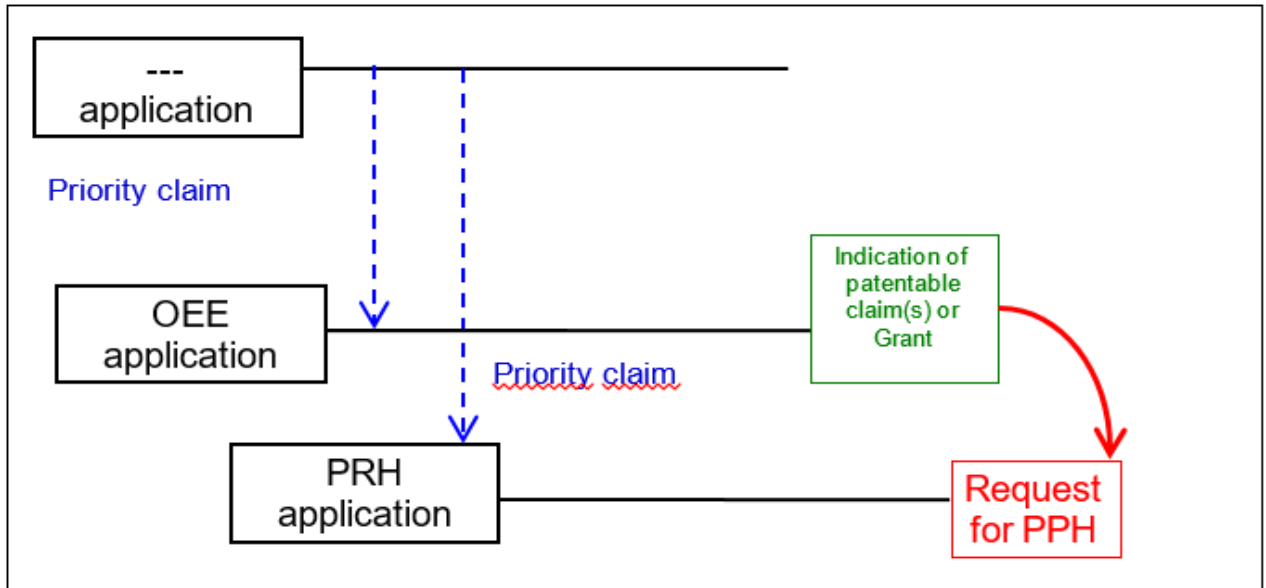 ---
application
Priority claim
Indication of
patentable
claim(s) or
Grant
OEE
application
Priority claim
PRH
application
Request
for PPH